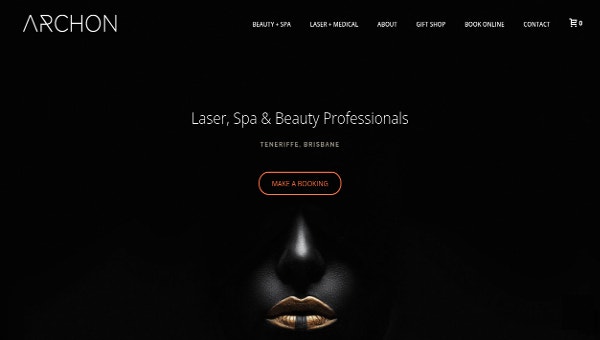 ARCHON
BEAUTY + SPA LASER + MEDICAL ABOUT GIFT SHOP BOOK ONLINE CONTACT 0
Laser, Spa & Beauty Professionals
TENERIFFE, BRISBANE
MAKE A BOOKING